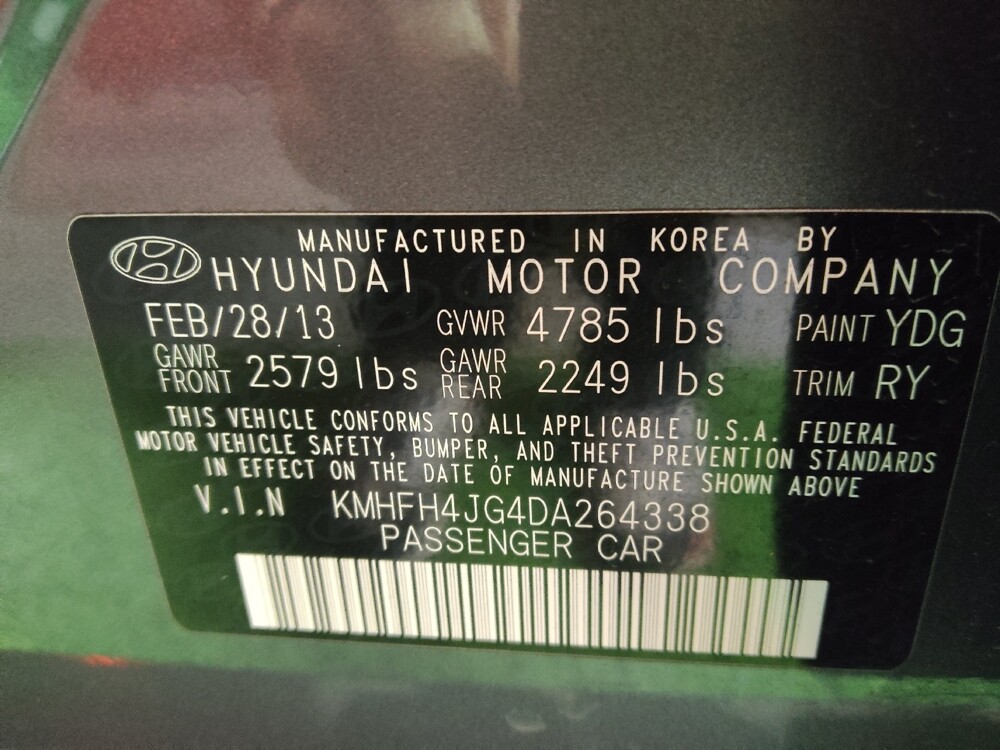 MANUFACTURED IN KOREA BY
HYUNDAI MOTOR COMPANY
FEB/28/13 GVWR 4785 lbs PAINT YDG
GAWR FRONT 2579 lbs GAWR REAR 2249 lbs TRIM RY
THIS VEHICLE CONFORMS TO ALL APPLICABLE U.S.A. FEDERAL
MOTOR VEHICLE SAFETY, BUMPER, AND THEFT PREVENTION STANDARDS
IN EFFECT ON THE DATE OF MANUFACTURE SHOWN ABOVE
V.I.N KMHFH4JG4DA264338
PASSENGER CAR